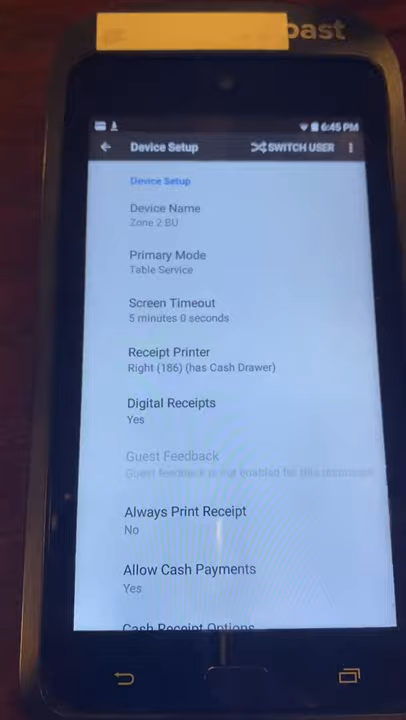 oast
6:45 PM
Device Setup
SWITCH USER
Device Setup
Device Name
Zone 2 BU
Primary Mode
Table Service
Screen Timeout
5 minutes 0 seconds
Receipt Printer
Right (186) (has Cash Drawer)
Digital Receipts
Yes
Guest Feedback
Guest feedback is not enabled for this restaurant
Always Print Receipt
No
Allow Cash Payments
Yes
Cash Receipt Options